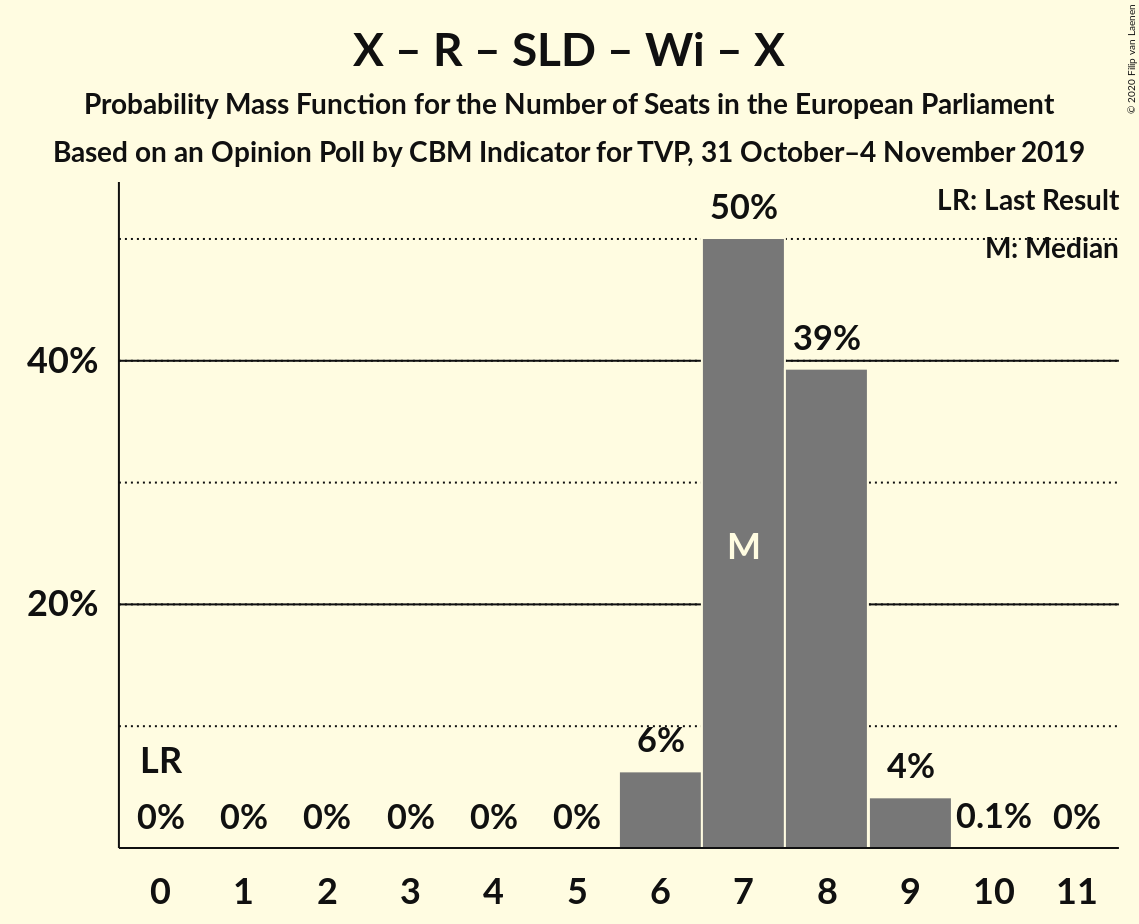 X – R – SLD – Wi – X
Probability Mass Function for the Number of Seats in the European Parliament
Based on an Opinion Poll by CBM Indicator for TVP, 31 October–4 November 2019
© 2020 Filip van Laenen
LR: Last Result
M: Median
50%
40%
39%
M
20%
6%
LR
4%
0% 0% 0% 0% 0% 0% 0.1% 0%
0 1 2 3 4 5 6 7 8 9 10 11